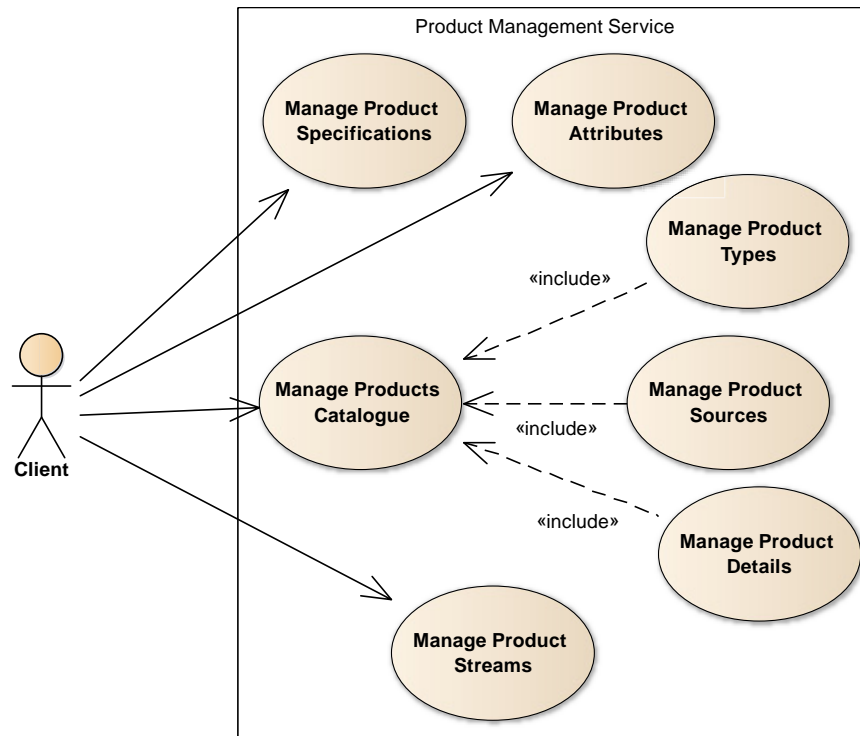 Product Management Service
Manage Product
Specifications
Manage Product
Attributes
Manage Product
Types
«include»
Manage Products
Catalogue
Manage Product
Sources
«include»
Client
«include»
Manage Product
Details
Manage Product
Streams